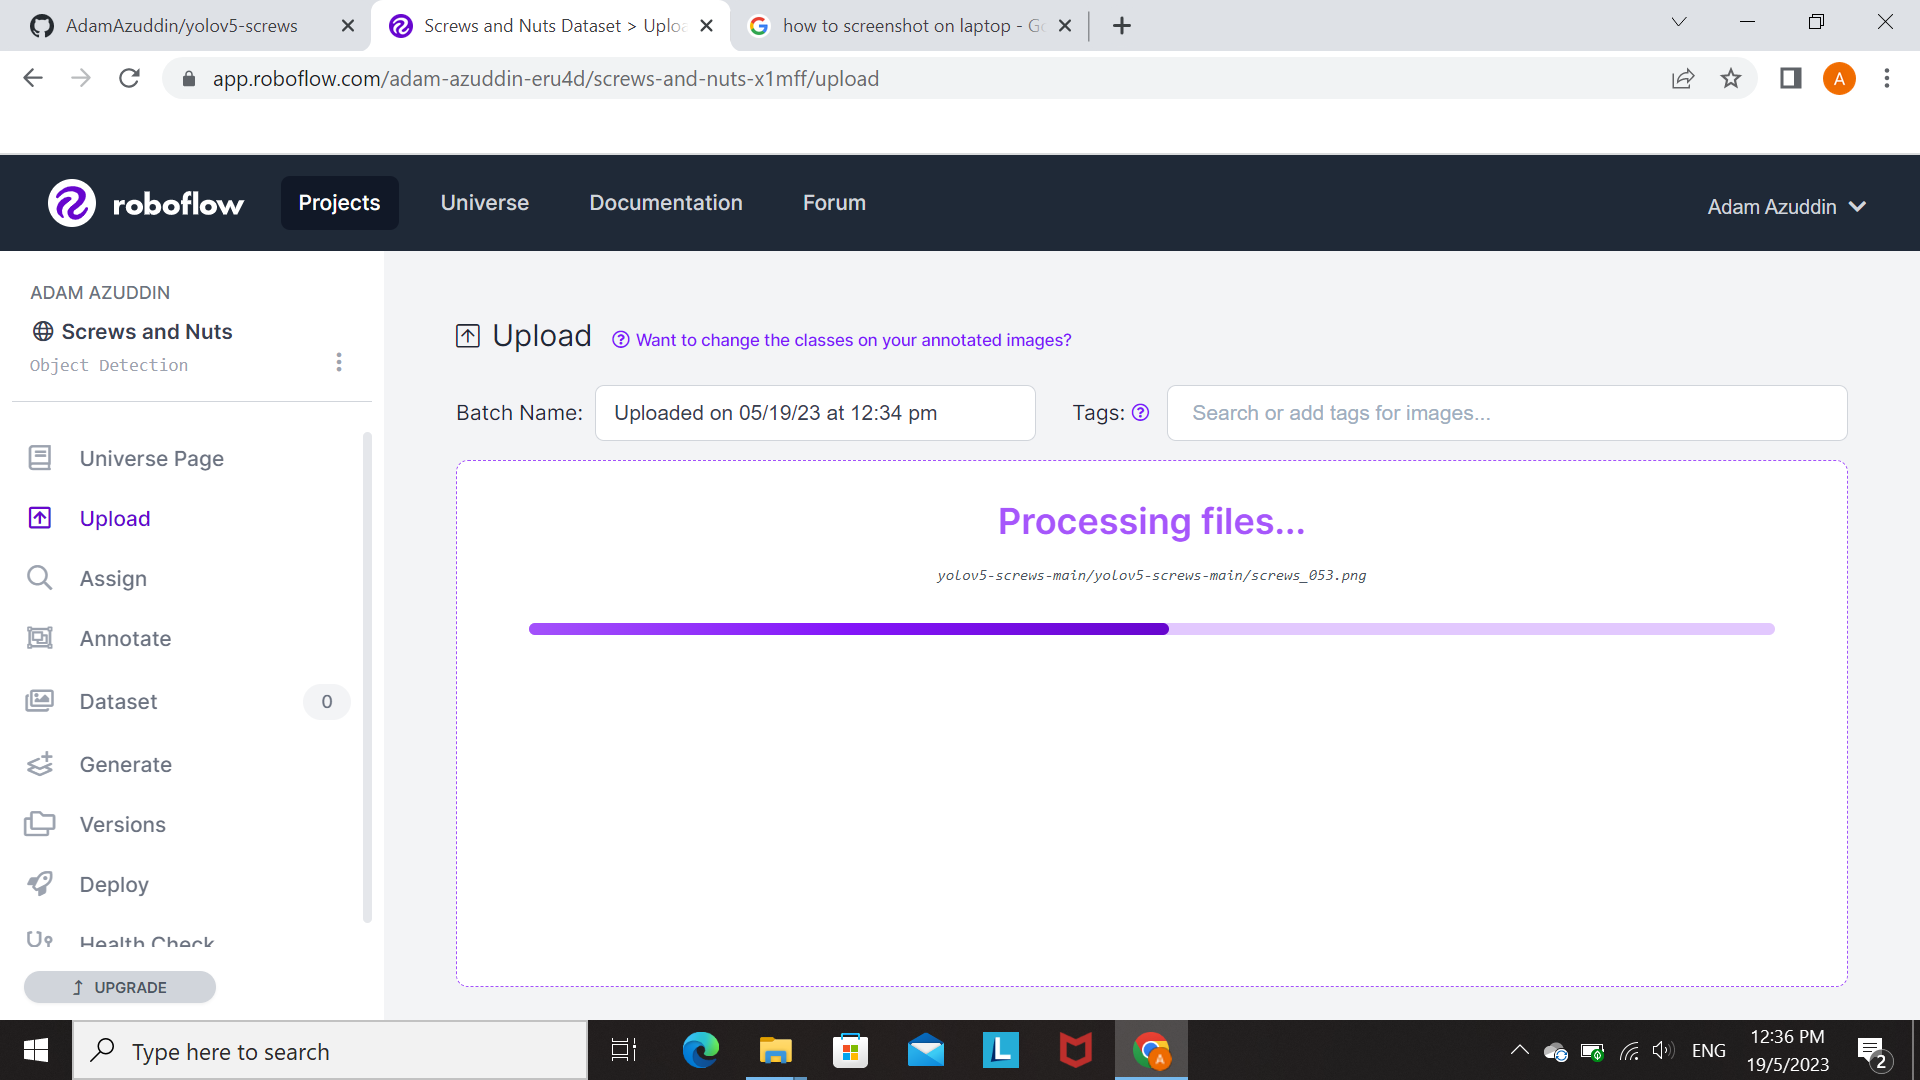 AdamAzuddin/yolov5-screws
Screws and Nuts Dataset > Uploa
how to screenshot on laptop - Go
app.roboflow.com/adam-azuddin-eru4d/screws-and-nuts-x1mff/upload
A
roboflow
Projects
Universe
Documentation
Forum
Adam Azuddin
ADAM AZUDDIN
Screws and Nuts
Object Detection
Universe Page
Upload
Assign
Annotate
Dataset 0
Generate
Versions
Deploy
Health Check
UPGRADE
Upload
Want to change the classes on your annotated images?
Batch Name: Uploaded on 05/19/23 at 12:34 pm
Tags: Search or add tags for images...
Processing files...
yolov5-screws-main/yolov5-screws-main/screws_053.png
Type here to search
L
A
ENG
12:36 PM
19/5/2023
2